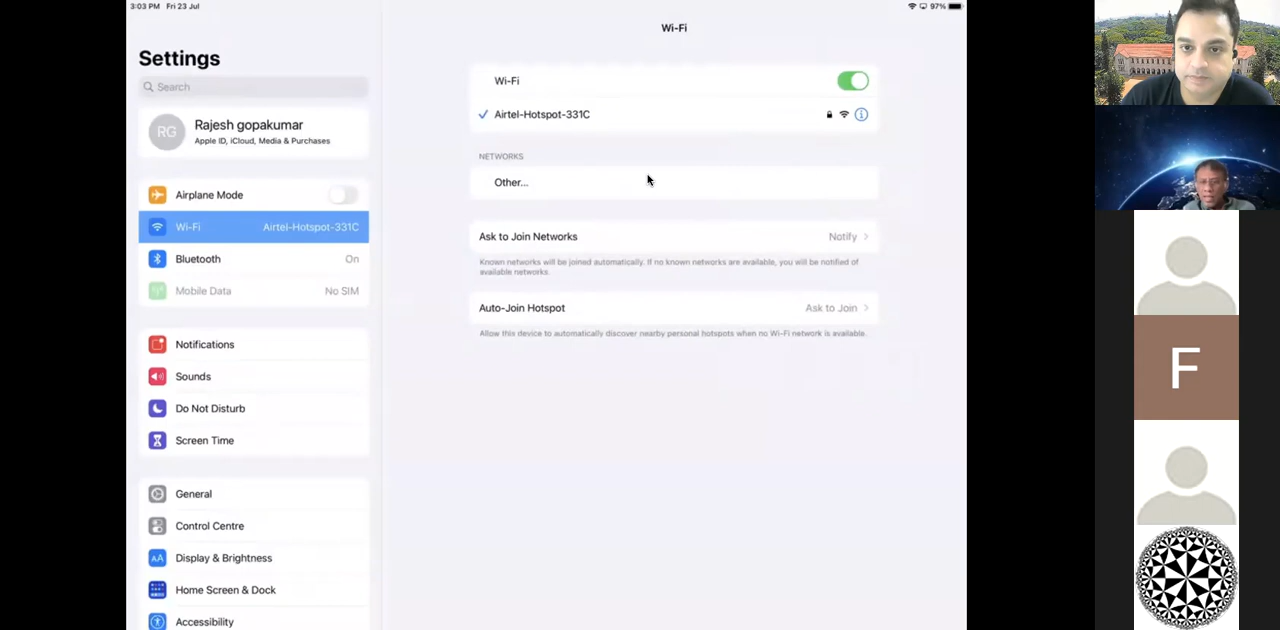 3:03 PM Fri 23 Jul
97%
Settings
Search
RG
Rajesh gopakumar
Apple ID, iCloud, Media & Purchases
Airplane Mode
Wi-Fi Airtel-Hotspot-331C
Bluetooth On
Mobile Data No SIM
Notifications
Sounds
Do Not Disturb
Screen Time
General
Control Centre
AA Display & Brightness
Home Screen & Dock
Accessibility
Wi-Fi
Wi-Fi
Airtel-Hotspot-331C
NETWORKS
Other...
Ask to Join Networks Notify
Known networks will be joined automatically. If no known networks are available, you will be notified of
available networks.
Auto-Join Hotspot Ask to Join
Allow this device to automatically discover nearby personal hotspots when no Wi-Fi network is available.
F